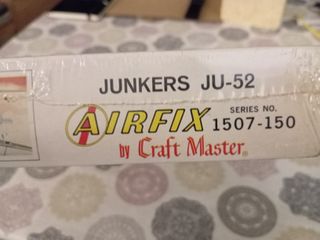 JUNKERS JU-52
AIRFIX SERIES NO. 1507-150
by Craft Master®